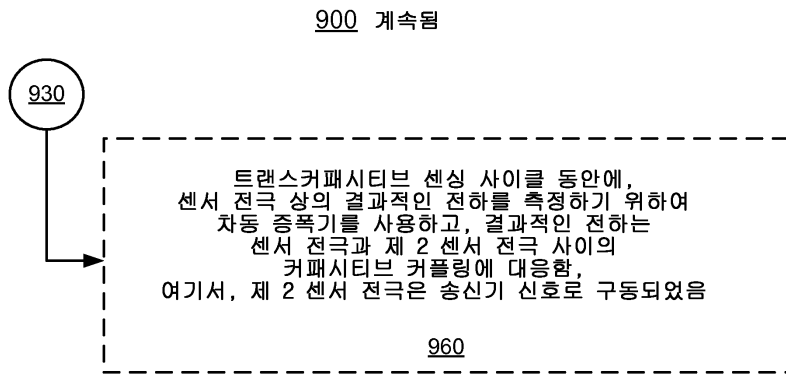 900 계속됨
930
트랜스커패시티브 센싱 사이클 동안에,
센서 전극 상의 결과적인 전하를 측정하기 위하여
차동 증폭기를 사용하고, 결과적인 전하는
센서 전극과 제 2 센서 전극 사이의
커패시티브 커플링에 대응함,
여기서, 제 2 센서 전극은 송신기 신호로 구동되었음
960